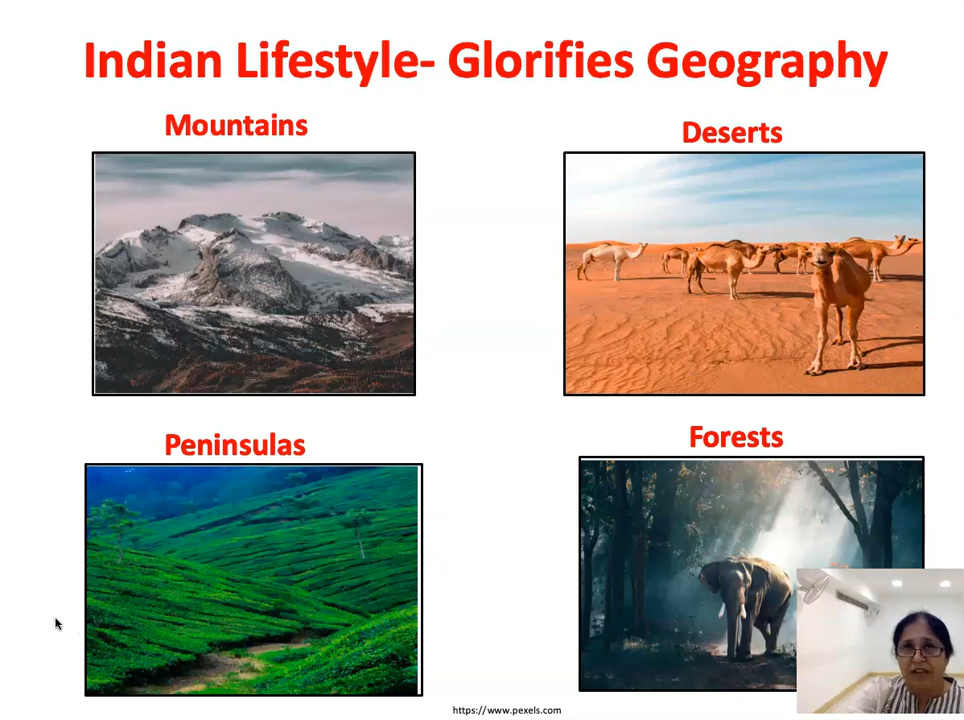 Indian Lifestyle- Glorifies Geography
Mountains
Deserts
Peninsulas
Forests
https://www.pexels.com